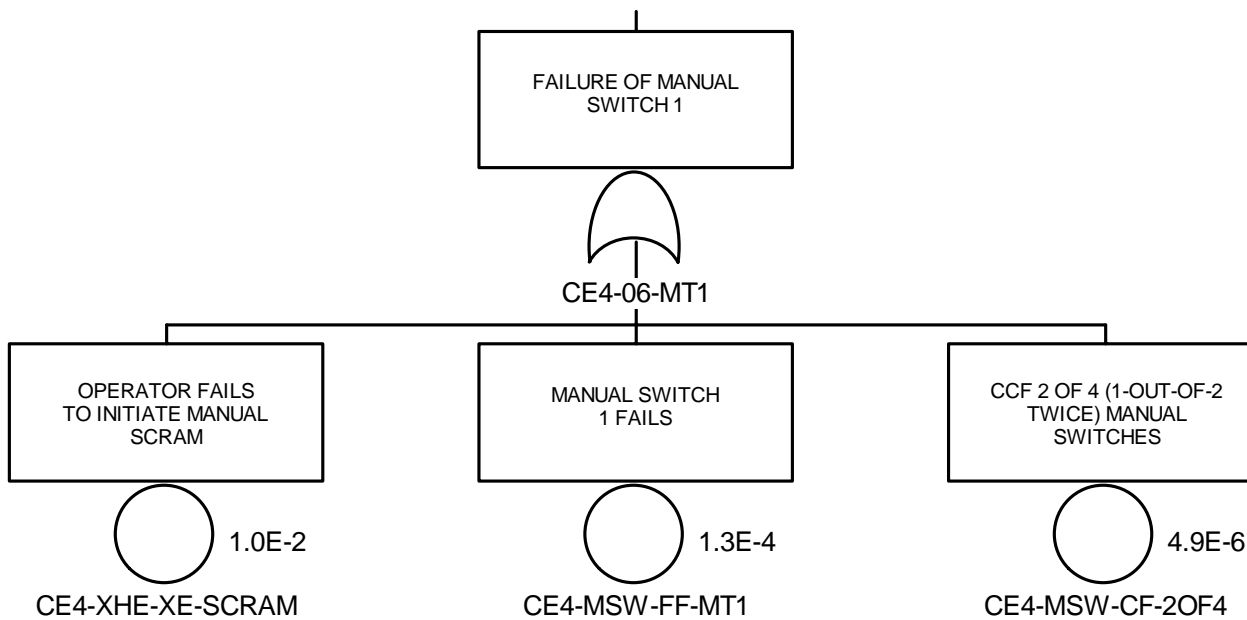 FAILURE OF MANUAL
SWITCH 1
CE4-06-MT1
OPERATOR FAILS
TO INITIATE MANUAL
SCRAM
1.0E-2
CE4-XHE-XE-SCRAM
MANUAL SWITCH
1 FAILS
1.3E-4
CE4-MSW-FF-MT1
CCF 2 OF 4 (1-OUT-OF-2
TWICE) MANUAL
SWITCHES
4.9E-6
CE4-MSW-CF-2OF4